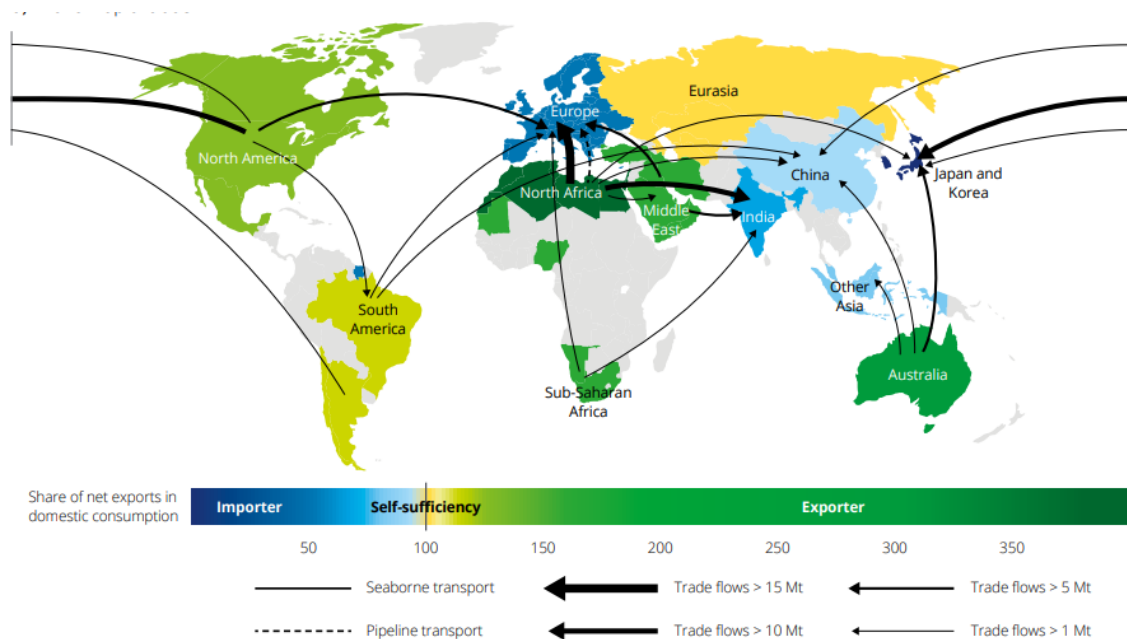 Eurasia
Europe
North America
China
Japan and
Korea
North Africa
Middle
East
India
Other
Asia
South
America
Australia
Sub-Saharan
Africa
Share of net exports in
domestic consumption
Importer
Self-sufficiency
Exporter
50 100 150 200 250 300 350
Seaborne transport
Trade flows > 15 Mt
Trade flows > 5 Mt
Pipeline transport
Trade flows > 10 Mt
Trade flows > 1 Mt